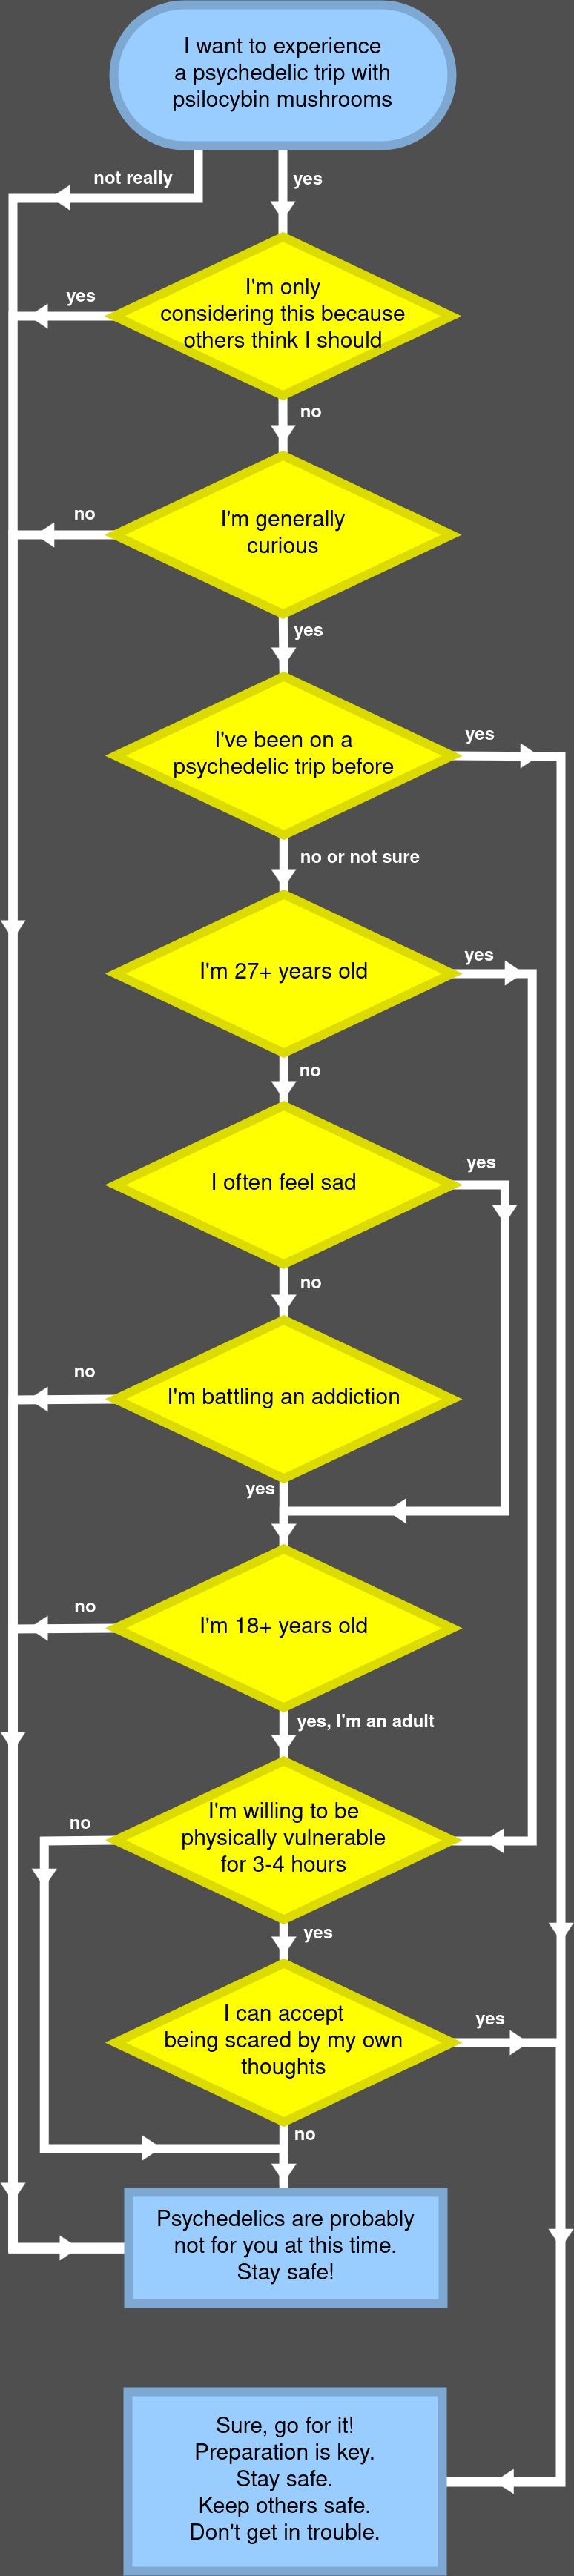 I want to experience
a psychedelic trip with
psilocybin mushrooms
not really
yes
I'm only
considering this because
others think I should
yes
no
I'm generally
curious
no
yes
I've been on a
psychedelic trip before
yes
no or not sure
I'm 27+ years old
yes
no
I often feel sad
yes
no
I'm battling an addiction
no
yes
I'm 18+ years old
no
yes, I'm an adult
I'm willing to be
physically vulnerable
for 3-4 hours
no
yes
I can accept
being scared by my own
thoughts
yes
no
Psychedelics are probably
not for you at this time.
Stay safe!
Sure, go for it!
Preparation is key.
Stay safe.
Keep others safe.
Don't get in trouble.